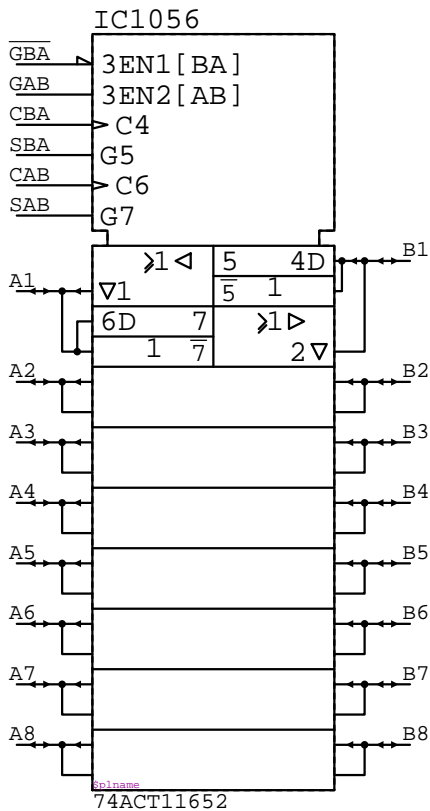 IC1056
GBA
3EN1[BA]
GAB
3EN2[AB]
CBA
C4
SBA
G5
CAB
C6
SAB
G7
A1
≥1
▽1
5 4D
5 1
B1
6D 7
1 7
≥1
2▽
A2
B2
A3
B3
A4
B4
A5
B5
A6
B6
A7
B7
A8
B8
$plname
74ACT11652